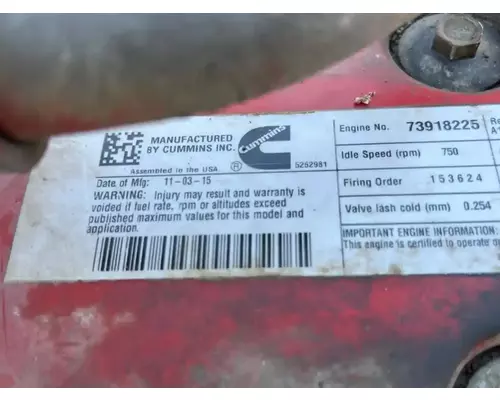 MANUFACTURED
BY CUMMINS INC.
Cummins
®
Assembled in the USA
5252981
Date of Mfg: 11-03-15
WARNING: Injury may result and warranty is
voided if fuel rate, rpm or altitudes exceed
published maximum values for this model and
application.
Engine No. 73918225
Idle Speed (rpm) 750
Firing Order 153624
Valve lash cold (mm) 0.254
IMPORTANT ENGINE INFORMATION:
This engine is certified to operate